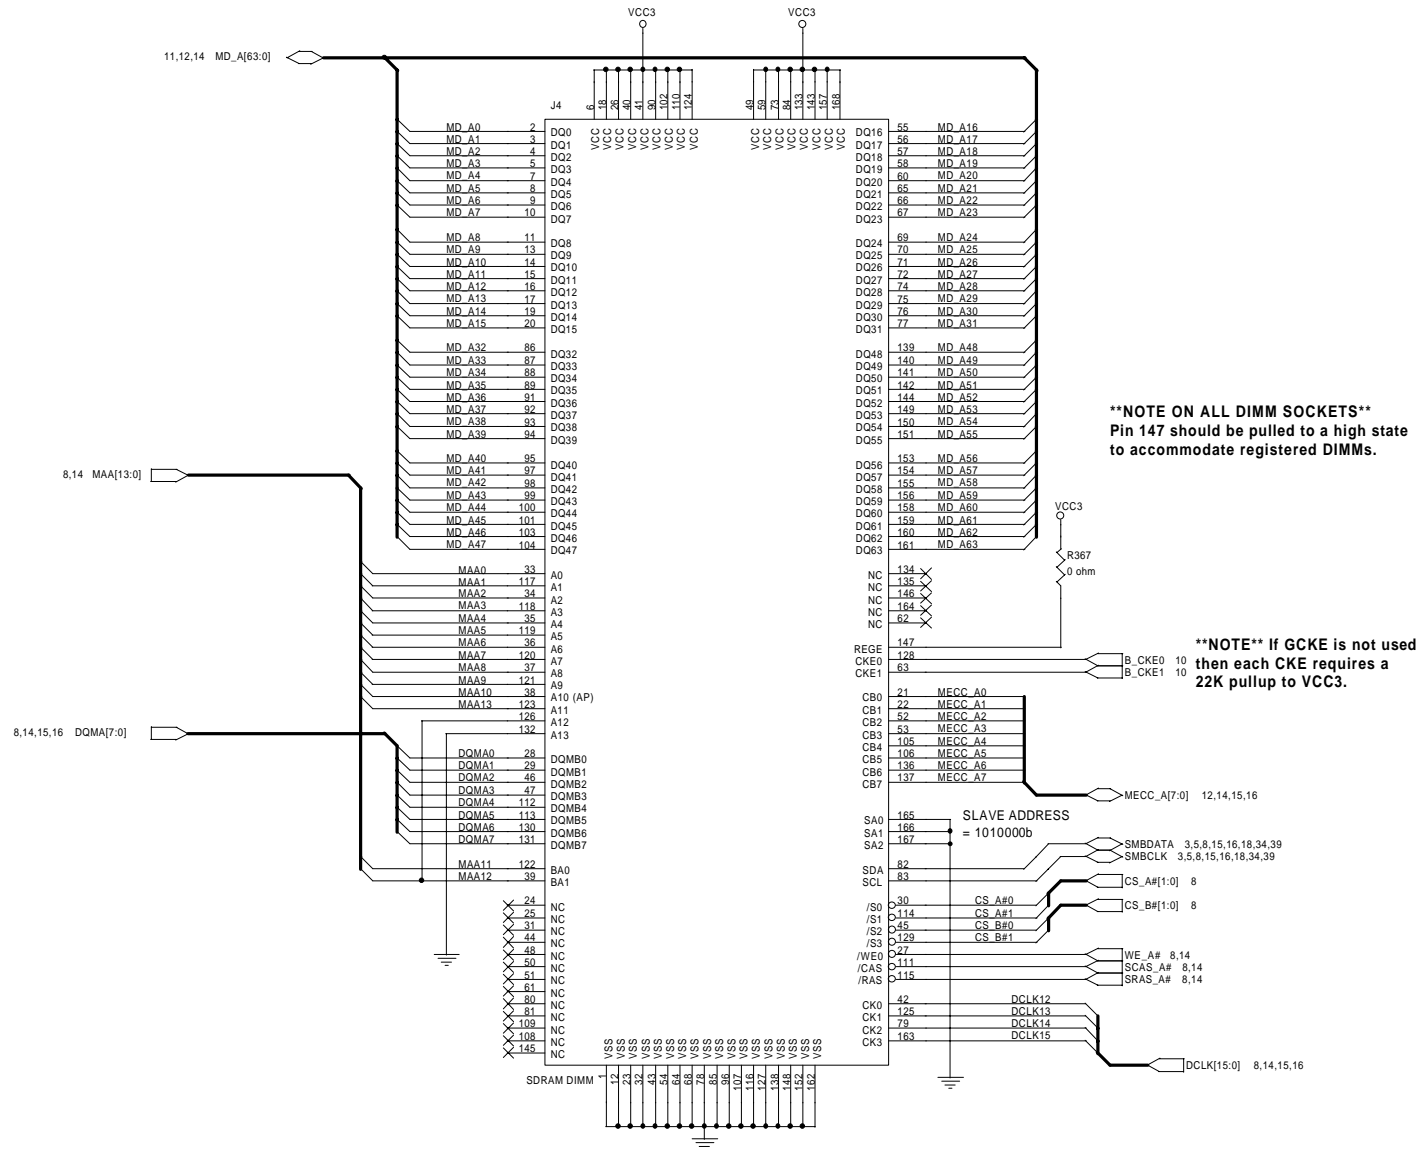 VCC3 VCC3
11,12,14 MD_A[63:0]
J4
6 18 26 40 41 90 102 110 124 49 59 73 84 133 143 157 168
VCC VCC VCC VCC VCC VCC VCC VCC VCC VCC VCC VCC VCC VCC VCC VCC VCC
MD_A0 2 DQ0 DQ16 55 MD_A16
MD_A1 3 DQ1 DQ17 56 MD_A17
MD_A2 4 DQ2 DQ18 57 MD_A18
MD_A3 5 DQ3 DQ19 58 MD_A19
MD_A4 7 DQ4 DQ20 60 MD_A20
MD_A5 8 DQ5 DQ21 65 MD_A21
MD_A6 9 DQ6 DQ22 66 MD_A22
MD_A7 10 DQ7 DQ23 67 MD_A23
MD_A8 11 DQ8 DQ24 69 MD_A24
MD_A9 13 DQ9 DQ25 70 MD_A25
MD_A10 14 DQ10 DQ26 71 MD_A26
MD_A11 15 DQ11 DQ27 72 MD_A27
MD_A12 16 DQ12 DQ28 74 MD_A28
MD_A13 17 DQ13 DQ29 75 MD_A29
MD_A14 19 DQ14 DQ30 76 MD_A30
MD_A15 20 DQ15 DQ31 77 MD_A31
MD_A32 86 DQ32 DQ48 139 MD_A48
MD_A33 87 DQ33 DQ49 140 MD_A49
MD_A34 88 DQ34 DQ50 141 MD_A50
MD_A35 89 DQ35 DQ51 142 MD_A51
MD_A36 91 DQ36 DQ52 144 MD_A52
MD_A37 92 DQ37 DQ53 149 MD_A53
MD_A38 93 DQ38 DQ54 150 MD_A54
MD_A39 94 DQ39 DQ55 151 MD_A55
**NOTE ON ALL DIMM SOCKETS**
Pin 147 should be pulled to a high state
to accommodate registered DIMMs.
MD_A40 95 DQ40 DQ56 153 MD_A56
MD_A41 97 DQ41 DQ57 154 MD_A57
MD_A42 98 DQ42 DQ58 155 MD_A58
MD_A43 99 DQ43 DQ59 156 MD_A59
MD_A44 100 DQ44 DQ60 158 MD_A60
MD_A45 101 DQ45 DQ61 159 MD_A61
MD_A46 103 DQ46 DQ62 160 MD_A62
MD_A47 104 DQ47 DQ63 161 MD_A63
8,14 MAA[13:0]
VCC3
R367
0 ohm
MAA0 33 A0 NC 134
MAA1 117 A1 NC 135
MAA2 34 A2 NC 146
MAA3 118 A3 NC 164
MAA4 35 A4 NC 62
MAA5 119 A5
MAA6 36 A6 REGE 147
MAA7 120 A7 CKE0 128 B_CKE0 10
MAA8 37 A8 CKE1 63 B_CKE1 10
**NOTE** If GCKE is not used
then each CKE requires a
22K pullup to VCC3.
MAA9 121 A9
MAA10 38 A10 (AP) CB0 21 MECC_A0
MAA13 123 A11 CB1 22 MECC_A1
126 A12 CB2 52 MECC_A2
132 A13 CB3 53 MECC_A3
8,14,15,16 DQMA[7:0]
CB4 105 MECC_A4
DQMA0 28 DQMB0 CB5 106 MECC_A5
DQMA1 29 DQMB1 CB6 136 MECC_A6
DQMA2 46 DQMB2 CB7 137 MECC_A7
DQMA3 47 DQMB3 MECC_A[7:0] 12,14,15,16
DQMA4 112 DQMB4
DQMA5 113 DQMB5 SA0 165 SLAVE ADDRESS
DQMA6 130 DQMB6 SA1 166 = 1010000b
DQMA7 131 DQMB7 SA2 167
SMBDATA 3,5,8,15,16,18,34,39
SMBCLK 3,5,8,15,16,18,34,39
MAA11 122 BA0 SDA 82
MAA12 39 BA1 SCL 83 CS_A#[1:0] 8
24 NC /S0 30 CS_A#0 CS_B#[1:0] 8
25 NC /S1 114 CS_A#1
31 NC /S2 45 CS_B#0
44 NC /S3 129 CS_B#1
48 NC /WE0 27 WE_A# 8,14
50 NC /CAS 111 SCAS_A# 8,14
51 NC /RAS 115 SRAS_A# 8,14
61 NC
80 NC CK0 42 DCLK12
81 NC CK1 125 DCLK13
109 NC CK2 79 DCLK14
108 NC CK3 163 DCLK15
145 NC
DCLK[15:0] 8,14,15,16
VSS VSS VSS VSS VSS VSS VSS VSS VSS VSS VSS VSS VSS VSS VSS VSS VSS VSS
SDRAM DIMM
1 12 23 32 43 54 64 68 78 85 96 107 116 127 138 148 152 162